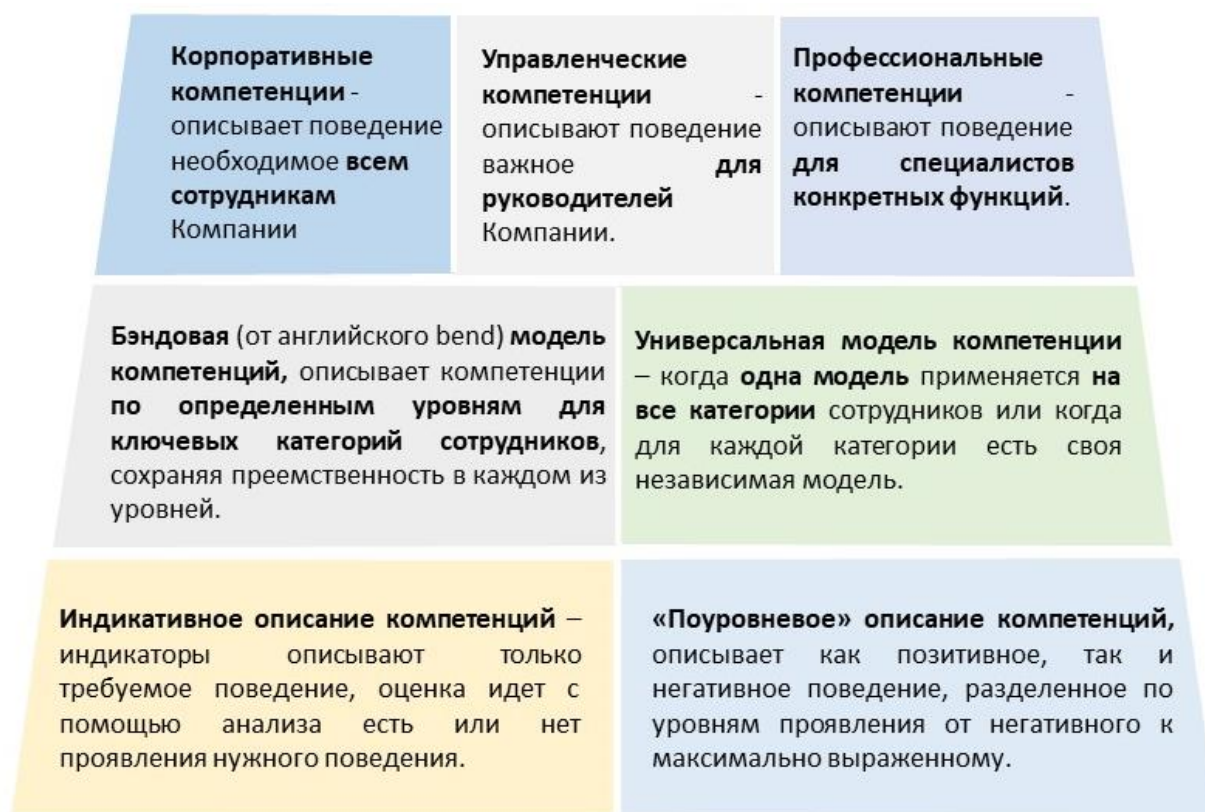 Корпоративные
компетенции -
описывает поведение
необходимое всем
сотрудникам
Компании
Управленческие
компетенции -
описывают поведение
важное для
руководителей
Компании.
Профессиональные
компетенции -
описывают поведение
для специалистов
конкретных функций.
Бэндовая (от английского bend) модель
компетенций, описывает компетенции
по определенным уровням для
ключевых категорий сотрудников,
сохраняя преемственность в каждом из
уровней.
Универсальная модель компетенции
– когда одна модель применяется на
все категории сотрудников или когда
для каждой категории есть своя
независимая модель.
Индикативное описание компетенций –
индикаторы описывают только
требуемое поведение, оценка идет с
помощью анализа есть или нет
проявления нужного поведения.
«Поуровневое» описание компетенций,
описывает как позитивное, так и
негативное поведение, разделенное по
уровням проявления от негативного к
максимально выраженному.